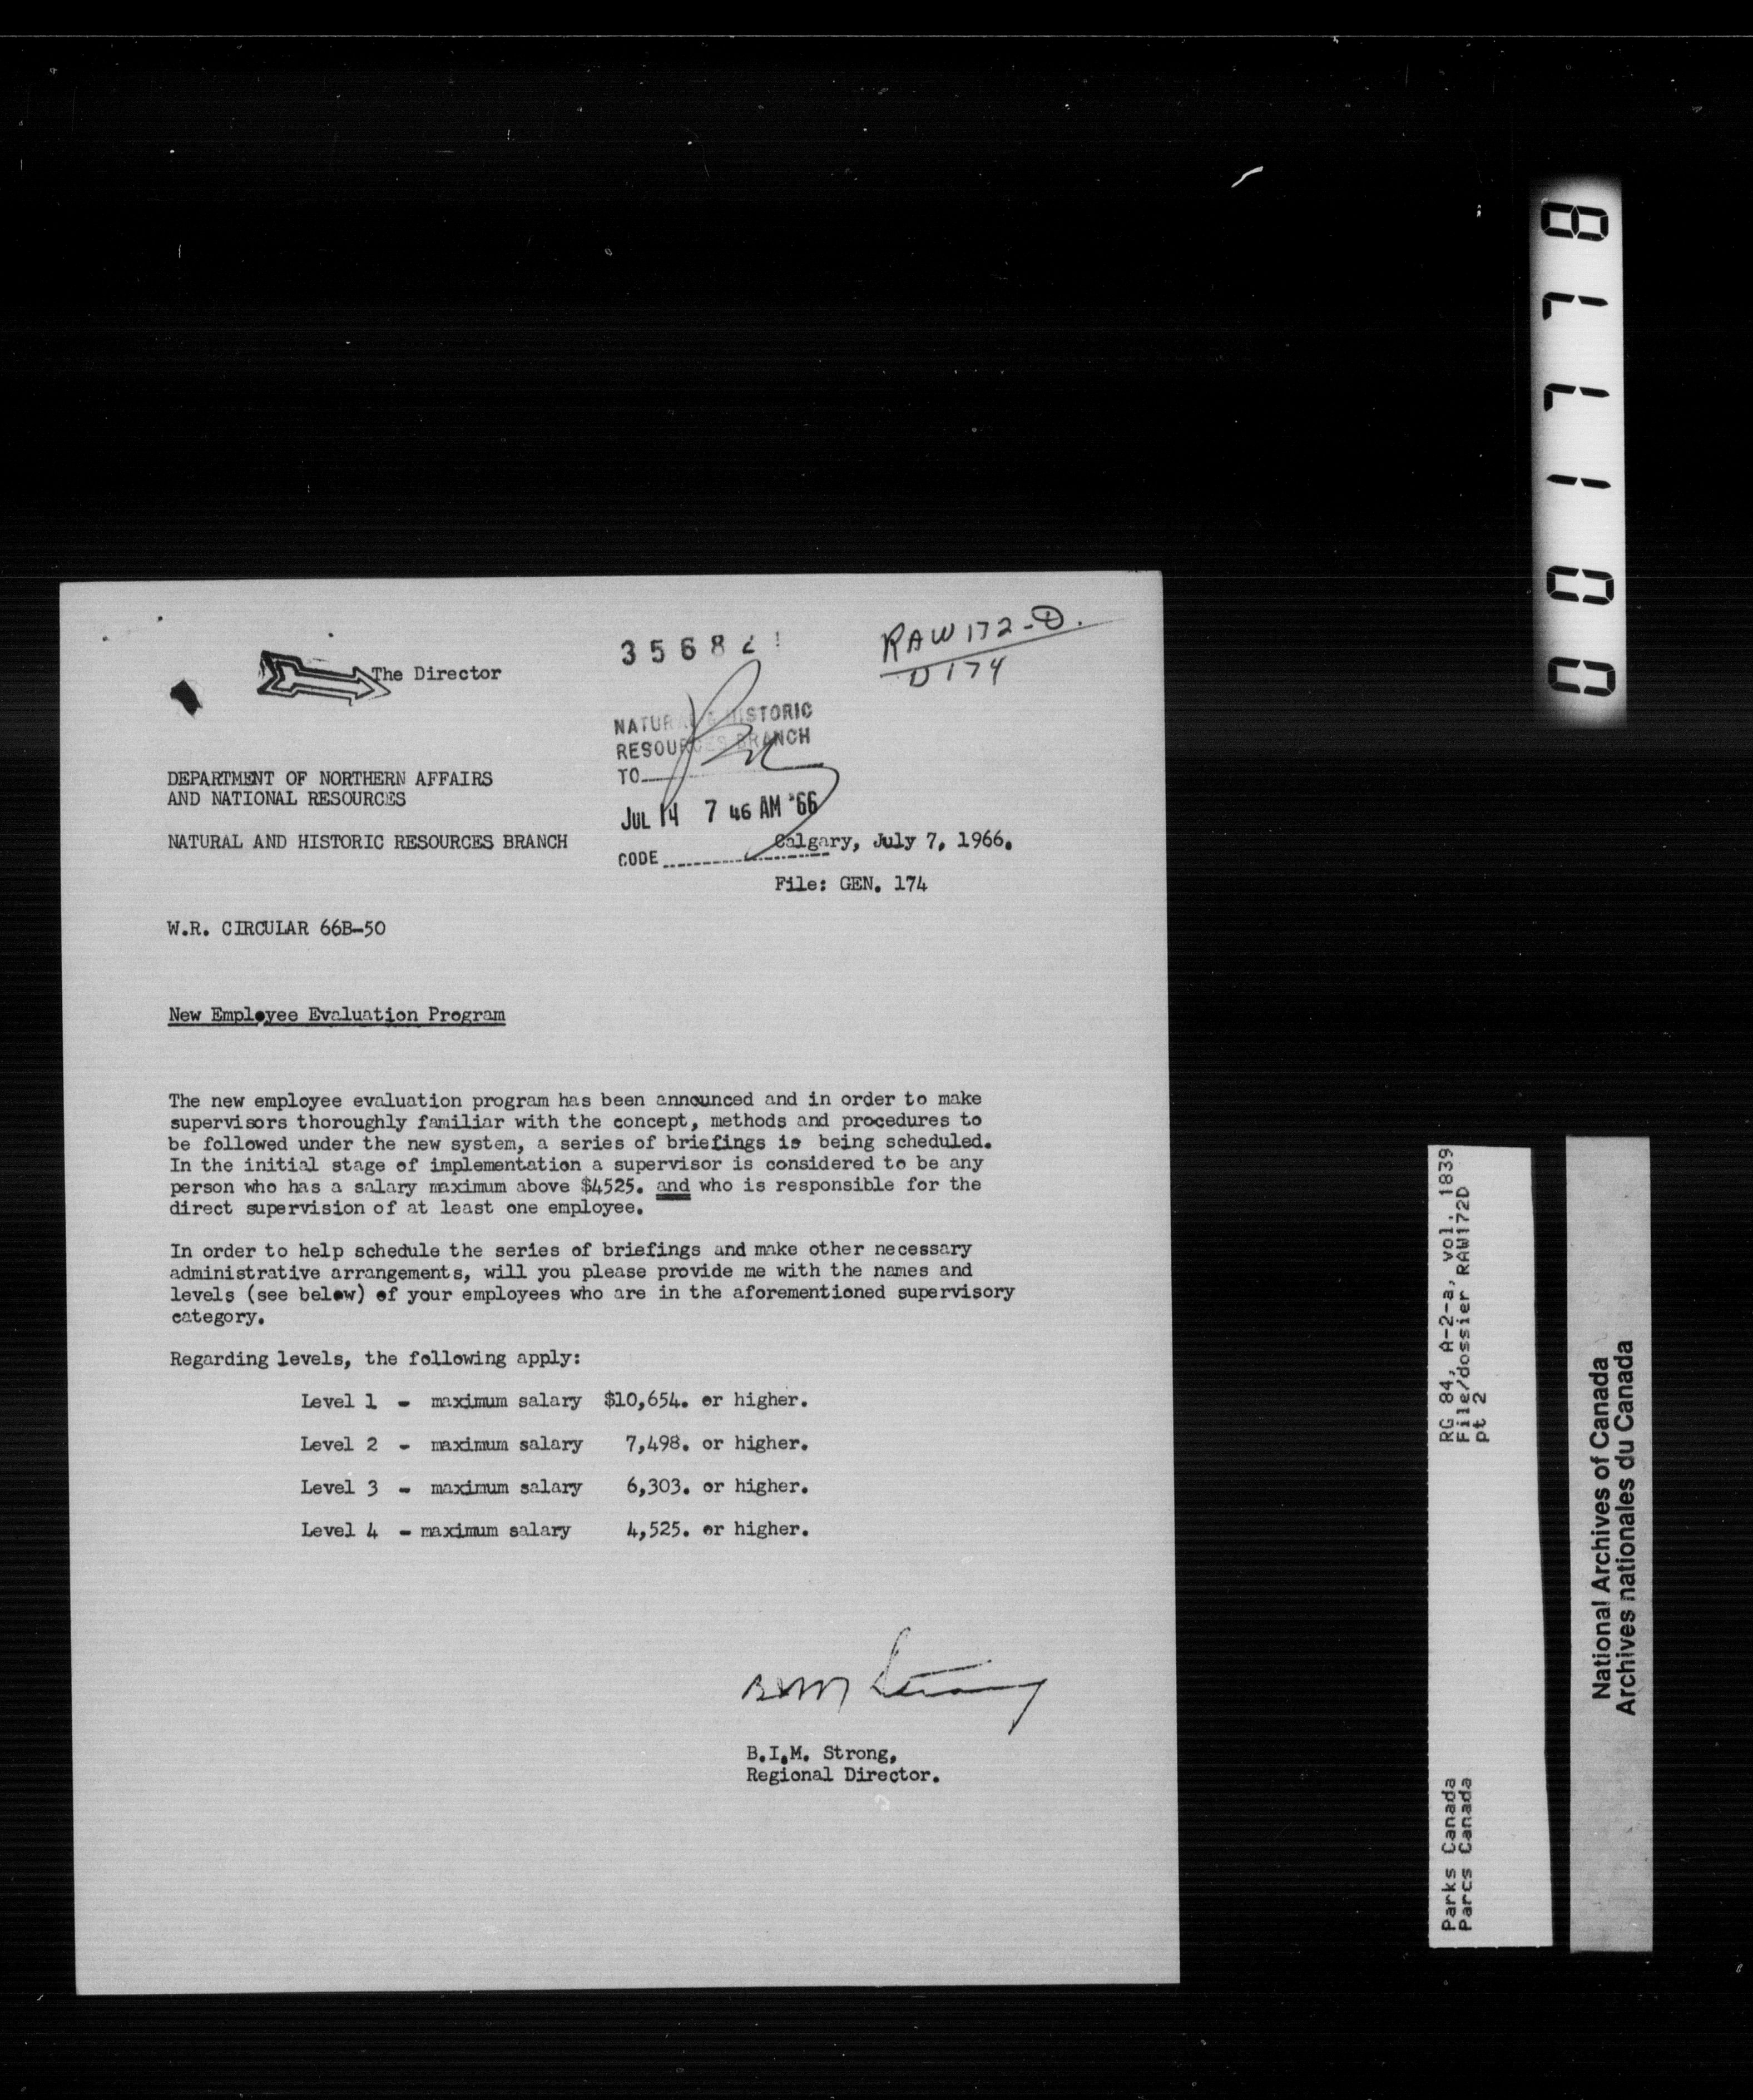 35682
RAW 172-D.
D174
The Director
NATURAL & HISTORIC
RESOURCES BRANCH
TO
DEPARTMENT OF NORTHERN AFFAIRS
AND NATIONAL RESOURCES
JUL 14 7 46 AM '66
NATURAL AND HISTORIC RESOURCES BRANCH
Calgary, July 7, 1966.
CODE
File: GEN. 174
W.R. CIRCULAR 66B-50
New Employee Evaluation Program
The new employee evaluation program has been announced and in order to make
supervisors thoroughly familiar with the concept, methods and procedures to
be followed under the new system, a series of briefings is being scheduled.
In the initial stage of implementation a supervisor is considered to be any
person who has a salary maximum above $4525. and who is responsible for the
direct supervision of at least one employee.
In order to help schedule the series of briefings and make other necessary
administrative arrangements, will you please provide me with the names and
levels (see below) of your employees who are in the aforementioned supervisory
category.
Regarding levels, the following apply:
Level 1 - maximum salary $10,654. or higher.
Level 2 - maximum salary 7,498. or higher.
Level 3 - maximum salary 6,303. or higher.
Level 4 - maximum salary 4,525. or higher.
BIM Strong
B.I.M. Strong,
Regional Director.
001778
RG 84, A-2-a, vol. 1839
File/dossier RAW172D
pt 2
Parks Canada
Parcs Canada
National Archives of Canada
Archives nationales du Canada